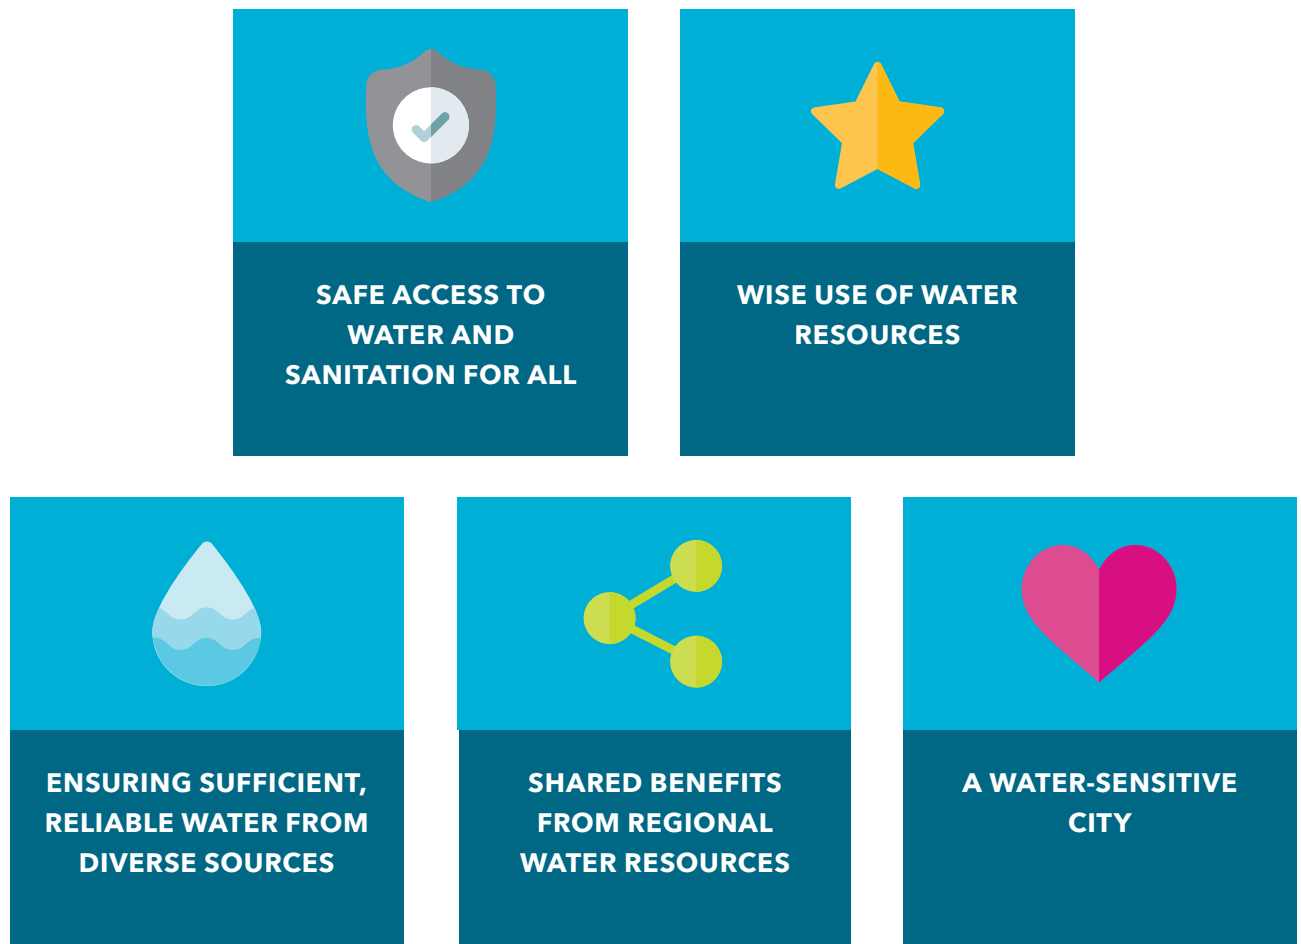 SAFE ACCESS TO
WATER AND
SANITATION FOR ALL
WISE USE OF WATER
RESOURCES
ENSURING SUFFICIENT,
RELIABLE WATER FROM
DIVERSE SOURCES
SHARED BENEFITS
FROM REGIONAL
WATER RESOURCES
A WATER-SENSITIVE
CITY